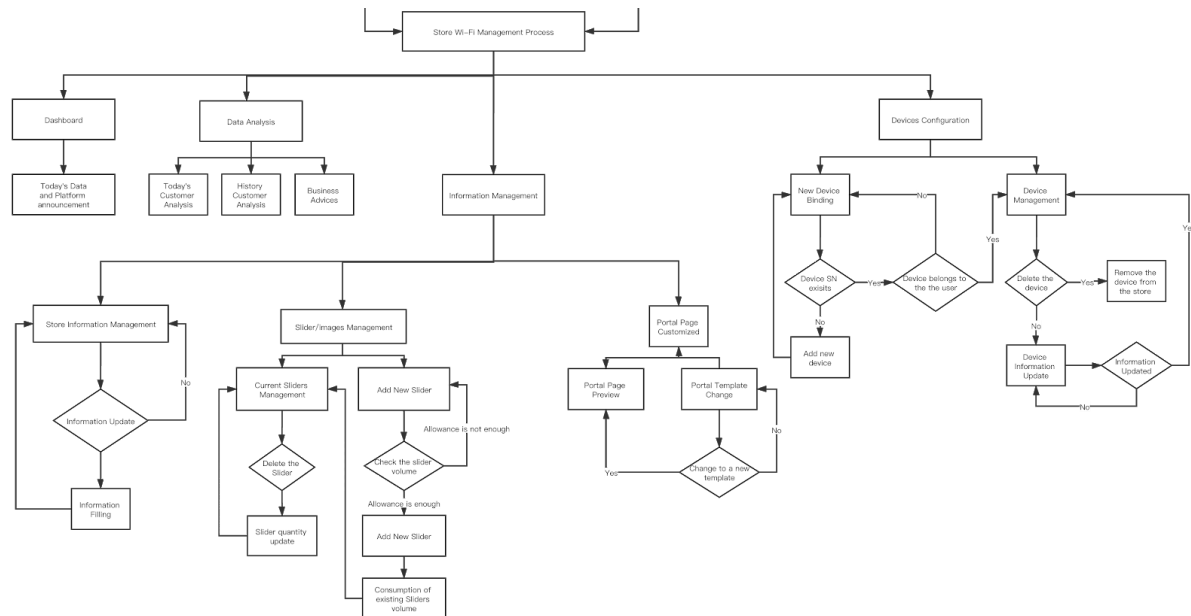 Store Wi-Fi Management Process
Dashboard
Data Analysis
Devices Configuration
Today's Data
and Platform
announcement
Today's
Customer
Analysis
History
Customer
Analysis
Business
Advices
Information Management
New Device
Binding
No
Yes
Device
Management
Yes
Device SN
exisits
Yes
Device belongs to
the the user
Delete the
device
Yes
Remove the
device from
the store
No
No
Add new
device
Device
Information
Update
Information
Updated
No
Store Information Management
Slider/images Management
Portal Page
Customized
No
Current Sliders
Management
Add New Slider
Portal Page
Preview
Portal Template
Change
Information Update
Allowance is not enough
No
Delete the
Slider
Check the slider
volume
Yes
Change to a new
template
Information
Filling
Allowance is enough
Slider quantity
update
Add New Slider
Consumption of
existing Sliders
volume